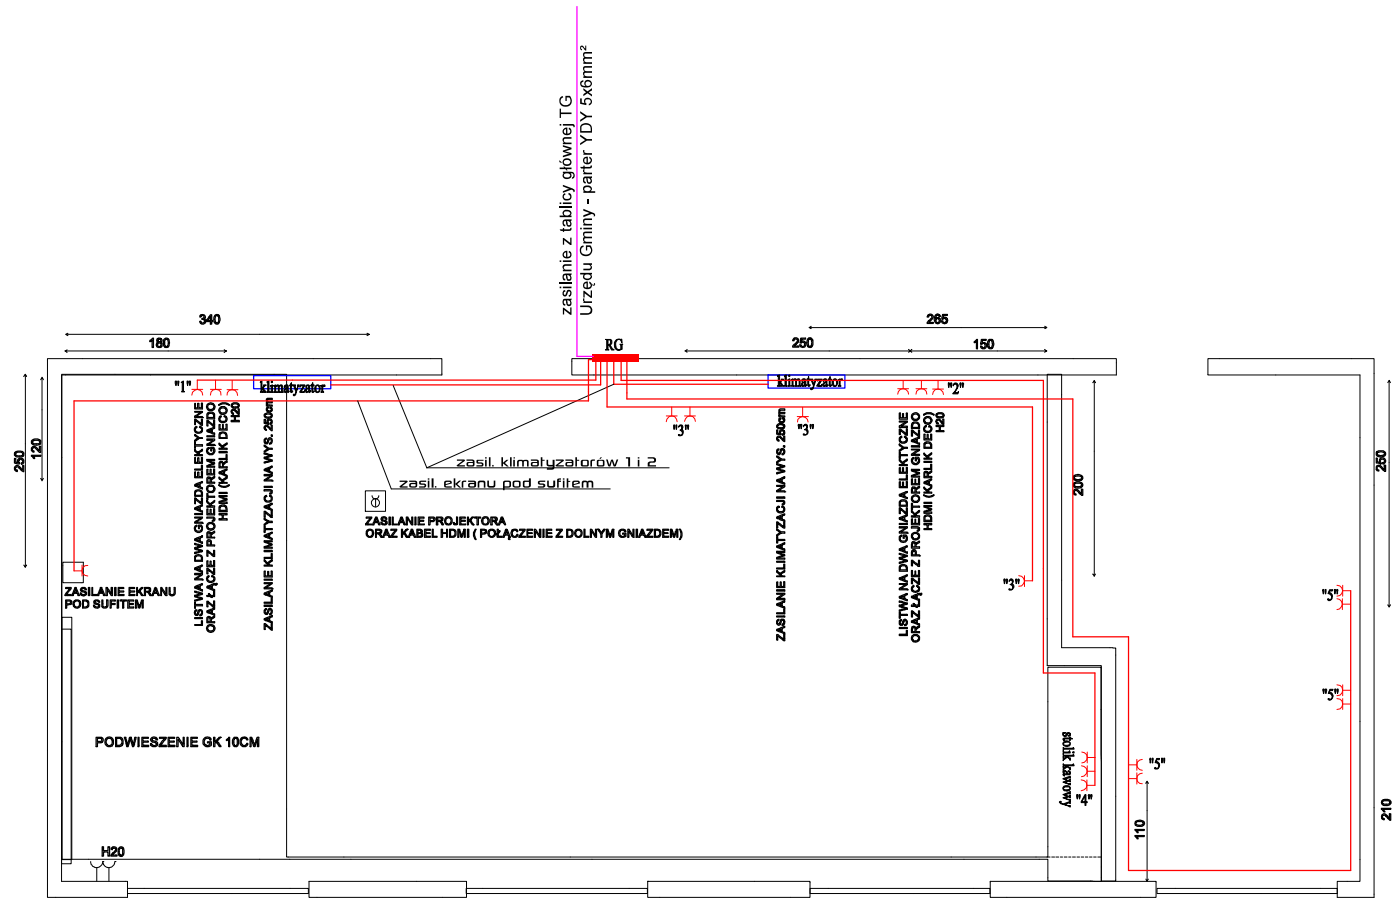 zasilanie z tablicy głównej TG
Urzędu Gminy - parter YDY 5x6mm²
340
265
180
RG
250
150
"1"
klimatyzator
klimatyzator
"2"
"3"
"3"
250
120
LISTWA NA DWA GNIAZDA ELEKTYCZNE
ORAZ ŁĄCZE Z PROJEKTOREM GNIAZDO
HDMI (KARLIK DECO)
H20
ZASILANIE KLIMATYZACJI NA WYS. 250cm
zasil. klimatyzatorów 1 i 2
zasil. ekranu pod sufitem
ZASILANIE PROJEKTORA
ORAZ KABEL HDMI ( POŁĄCZENIE Z DOLNYM GNIAZDEM)
ZASILANIE KLIMATYZACJI NA WYS. 250cm
LISTWA NA DWA GNIAZDA ELEKTYCZNE
ORAZ ŁĄCZE Z PROJEKTOREM GNIAZDO
HDMI (KARLIK DECO)
H20
200
250
ZASILANIE EKRANU
POD SUFITEM
"3"
"5"
"5"
PODWIESZENIE GK 10CM
stolik kawowy
"5"
"4"
110
210
H20